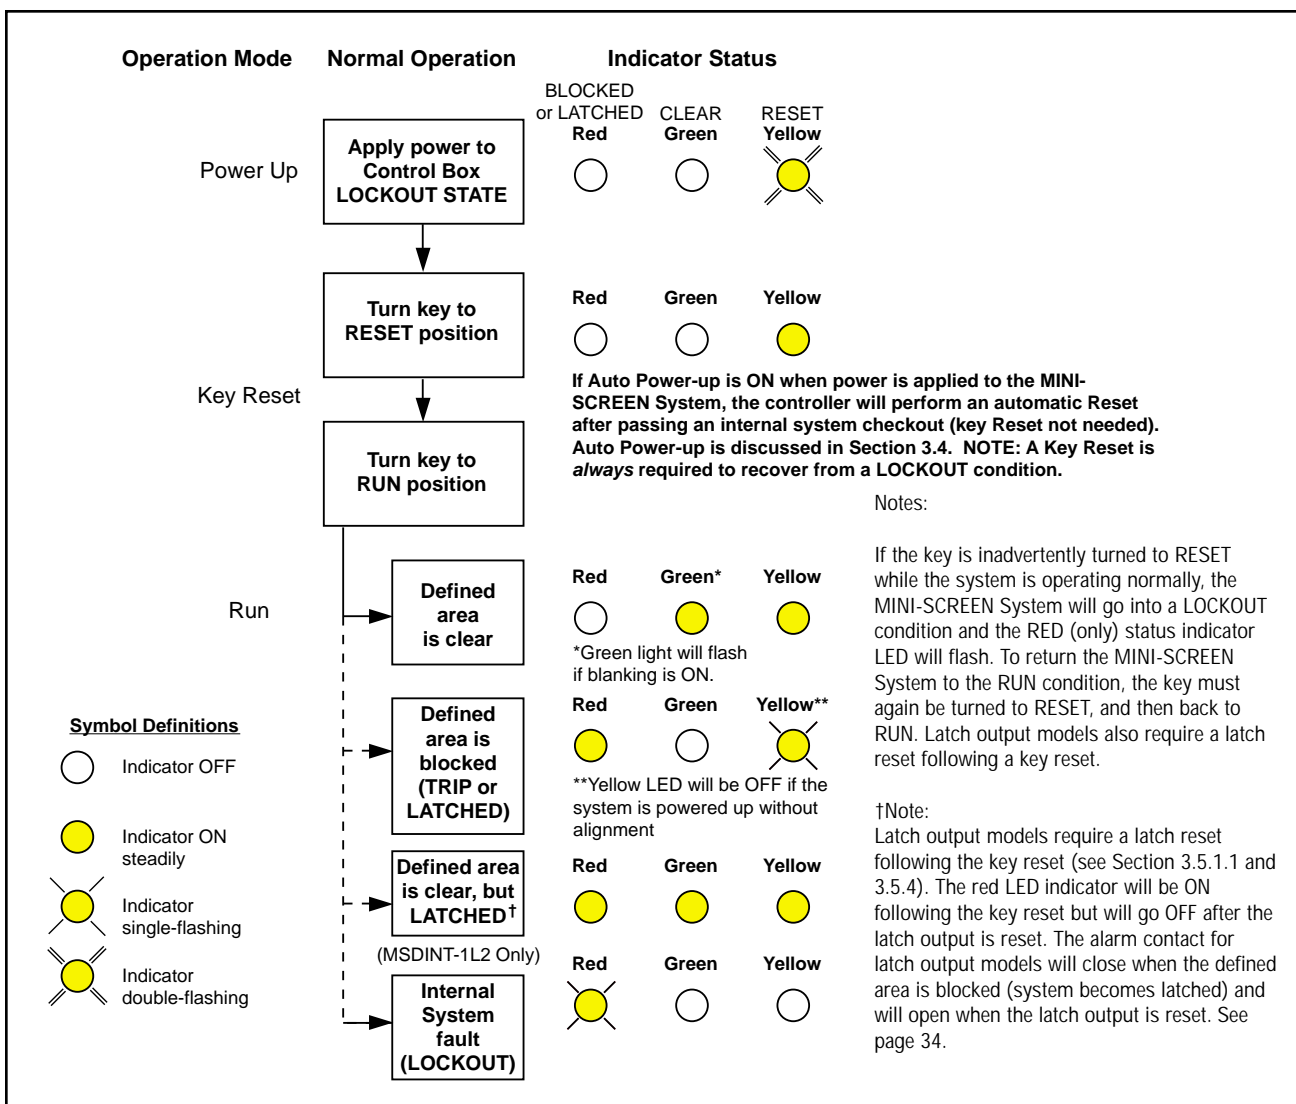 Operation Mode
Normal Operation
Indicator Status
BLOCKED
or LATCHED
CLEAR
RESET
Red
Green
Yellow
Power Up
Apply power to
Control Box
LOCKOUT STATE
Turn key to
RESET position
Red
Green
Yellow
Key Reset
If Auto Power-up is ON when power is applied to the MINI-
SCREEN System, the controller will perform an automatic Reset
after passing an internal system checkout (key Reset not needed).
Auto Power-up is discussed in Section 3.4. NOTE: A Key Reset is
always required to recover from a LOCKOUT condition.
Turn key to
RUN position
Run
Defined
area
is clear
Red
Green*
Yellow
*Green light will flash
if blanking is ON.
Defined
area is
blocked
(TRIP or
LATCHED)
Red
Green
Yellow**
**Yellow LED will be OFF if the
system is powered up without
alignment
Defined area
is clear, but
LATCHED†
(MSDINT-1L2 Only)
Red
Green
Yellow
Internal
System
fault
(LOCKOUT)
Red
Green
Yellow
Symbol Definitions
Indicator OFF
Indicator ON
steadily
Indicator
single-flashing
Indicator
double-flashing
Notes:
If the key is inadvertently turned to RESET
while the system is operating normally, the
MINI-SCREEN System will go into a LOCKOUT
condition and the RED (only) status indicator
LED will flash. To return the MINI-SCREEN
System to the RUN condition, the key must
again be turned to RESET, and then back to
RUN. Latch output models also require a latch
reset following a key reset.
†Note:
Latch output models require a latch reset
following the key reset (see Section 3.5.1.1 and
3.5.4). The red LED indicator will be ON
following the key reset but will go OFF after the
latch output is reset. The alarm contact for
latch output models will close when the defined
area is blocked (system becomes latched) and
will open when the latch output is reset. See
page 34.